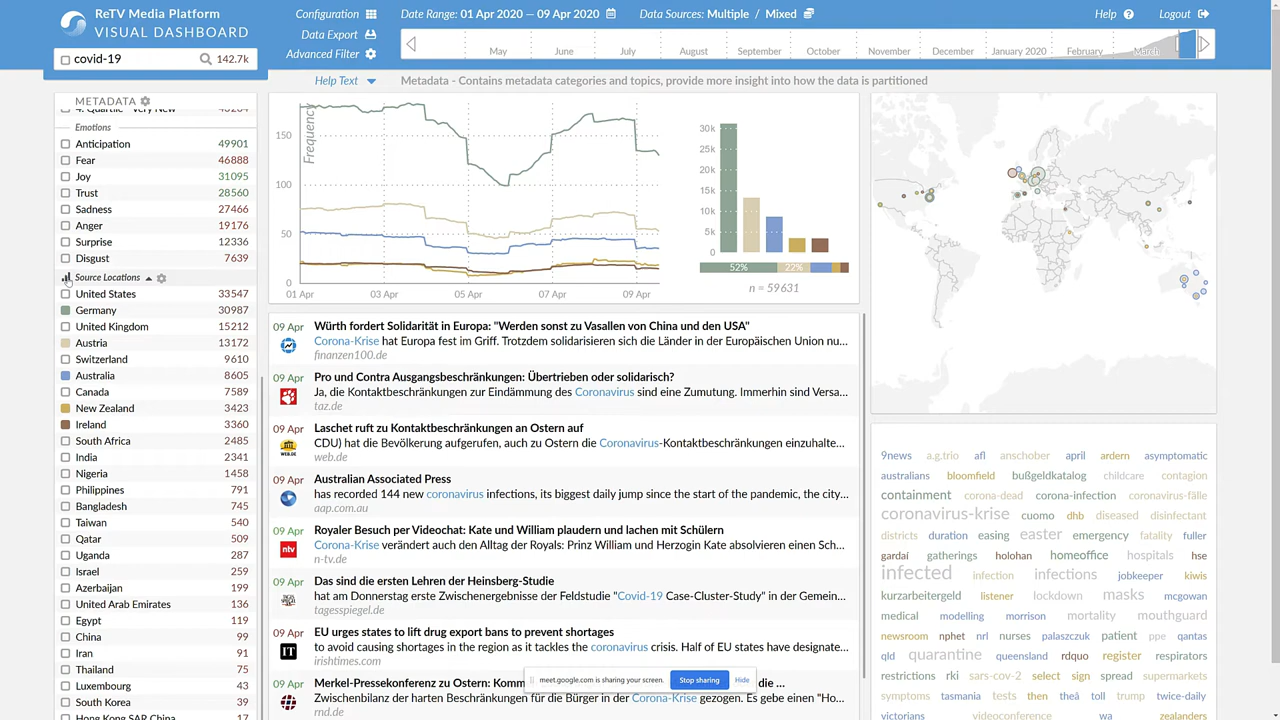 ReTV Media Platform
VISUAL DASHBOARD
Configuration
Data Export
Advanced Filter
Date Range: 01 Apr 2020 — 09 Apr 2020
Data Sources: Multiple / Mixed
Help
Logout
May June July August September October November December January 2020 February March
covid-19 142.7k
Help Text
Metadata - Contains metadata categories and topics, provide more insight into how the data is partitioned
METADATA
Emotions
Anticipation 49901
Fear 46888
Joy 31095
Trust 28560
Sadness 27466
Anger 19176
Surprise 12336
Disgust 7639
Source Locations
United States 33547
Germany 30987
United Kingdom 15212
Austria 13172
Switzerland 9610
Australia 8605
Canada 7589
New Zealand 3423
Ireland 3360
South Africa 2485
India 2341
Nigeria 1458
Philippines 791
Bangladesh 745
Taiwan 540
Qatar 509
Uganda 287
Israel 259
Azerbaijan 199
United Arab Emirates 136
Egypt 119
China 99
Iran 91
Thailand 75
Luxembourg 43
South Korea 39
Hong Kong SAR China 17
Frequency
150
100
50
0
01 Apr 03 Apr 05 Apr 07 Apr 09 Apr
30k
25k
20k
15k
10k
5k
0
52% 22%
n = 59631
09 Apr Würth fordert Solidarität in Europa: "Werden sonst zu Vasallen von China und den USA"
Corona-Krise hat Europa fest im Griff. Trotzdem solidarisieren sich die Länder in der Europäischen Union nu...
finanzen100.de
09 Apr Pro und Contra Ausgangsbeschränkungen: Übertrieben oder solidarisch?
Ja, die Kontaktbeschränkungen zur Eindämmung des Coronavirus sind eine Zumutung. Immerhin sind Versa...
taz.de
09 Apr Laschet ruft zu Kontaktbeschränkungen an Ostern auf
CDU) hat die Bevölkerung aufgerufen, auch zu Ostern die Coronavirus-Kontaktbeschränkungen einzuhalte...
WEB.DE
web.de
09 Apr Australian Associated Press
has recorded 144 new coronavirus infections, its biggest daily jump since the start of the pandemic, the city...
aap.com.au
09 Apr Royaler Besuch per Videochat: Kate und William plaudern und lachen mit Schülern
Corona-Krise verändert auch den Alltag der Royals: Prinz William und Herzogin Kate absolvieren einen Sch...
ntv
n-tv.de
09 Apr Das sind die ersten Lehren der Heinsberg-Studie
hat am Donnerstag erste Zwischenergebnisse der Feldstudie "Covid-19 Case-Cluster-Study" in der Gemein...
tagesspiegel.de
09 Apr EU urges states to lift drug export bans to prevent shortages
to avoid causing shortages in the region as it tackles the coronavirus crisis. Half of EU states have designate...
IT
irishtimes.com
09 Apr Merkel-Pressekonferenz zu Ostern: Komm die ...
Zwischenbilanz der harten Beschränkungen für die Bürger in der Corona-Krise gezogen. Es gebe einen "Ho...
rnd.de
meet.google.com is sharing your screen. Stop sharing Hide
9news a.g.trio afl anschober april ardern asymptomatic
australians bloomfield bußgeldkatalog childcare contagion
containment corona-dead corona-infection coronavirus-fälle
coronavirus-krise cuomo dhb diseased disinfectant
districts duration easing easter emergency fatality fuller
gardaí gatherings holohan homeoffice hospitals hse
infected infection infections jobkeeper kiwis
kurzarbeitergeld listener lockdown masks mcgowan
medical modelling morrison mortality mouthguard
newsroom nphet nrl nurses palaszczuk patient ppe qantas
qld quarantine queensland rdquo register respirators
restrictions rki sars-cov-2 select sign spread supermarkets
symptoms tasmania tests then theá toll trump twice-daily
victorians videoconference wa zealanders